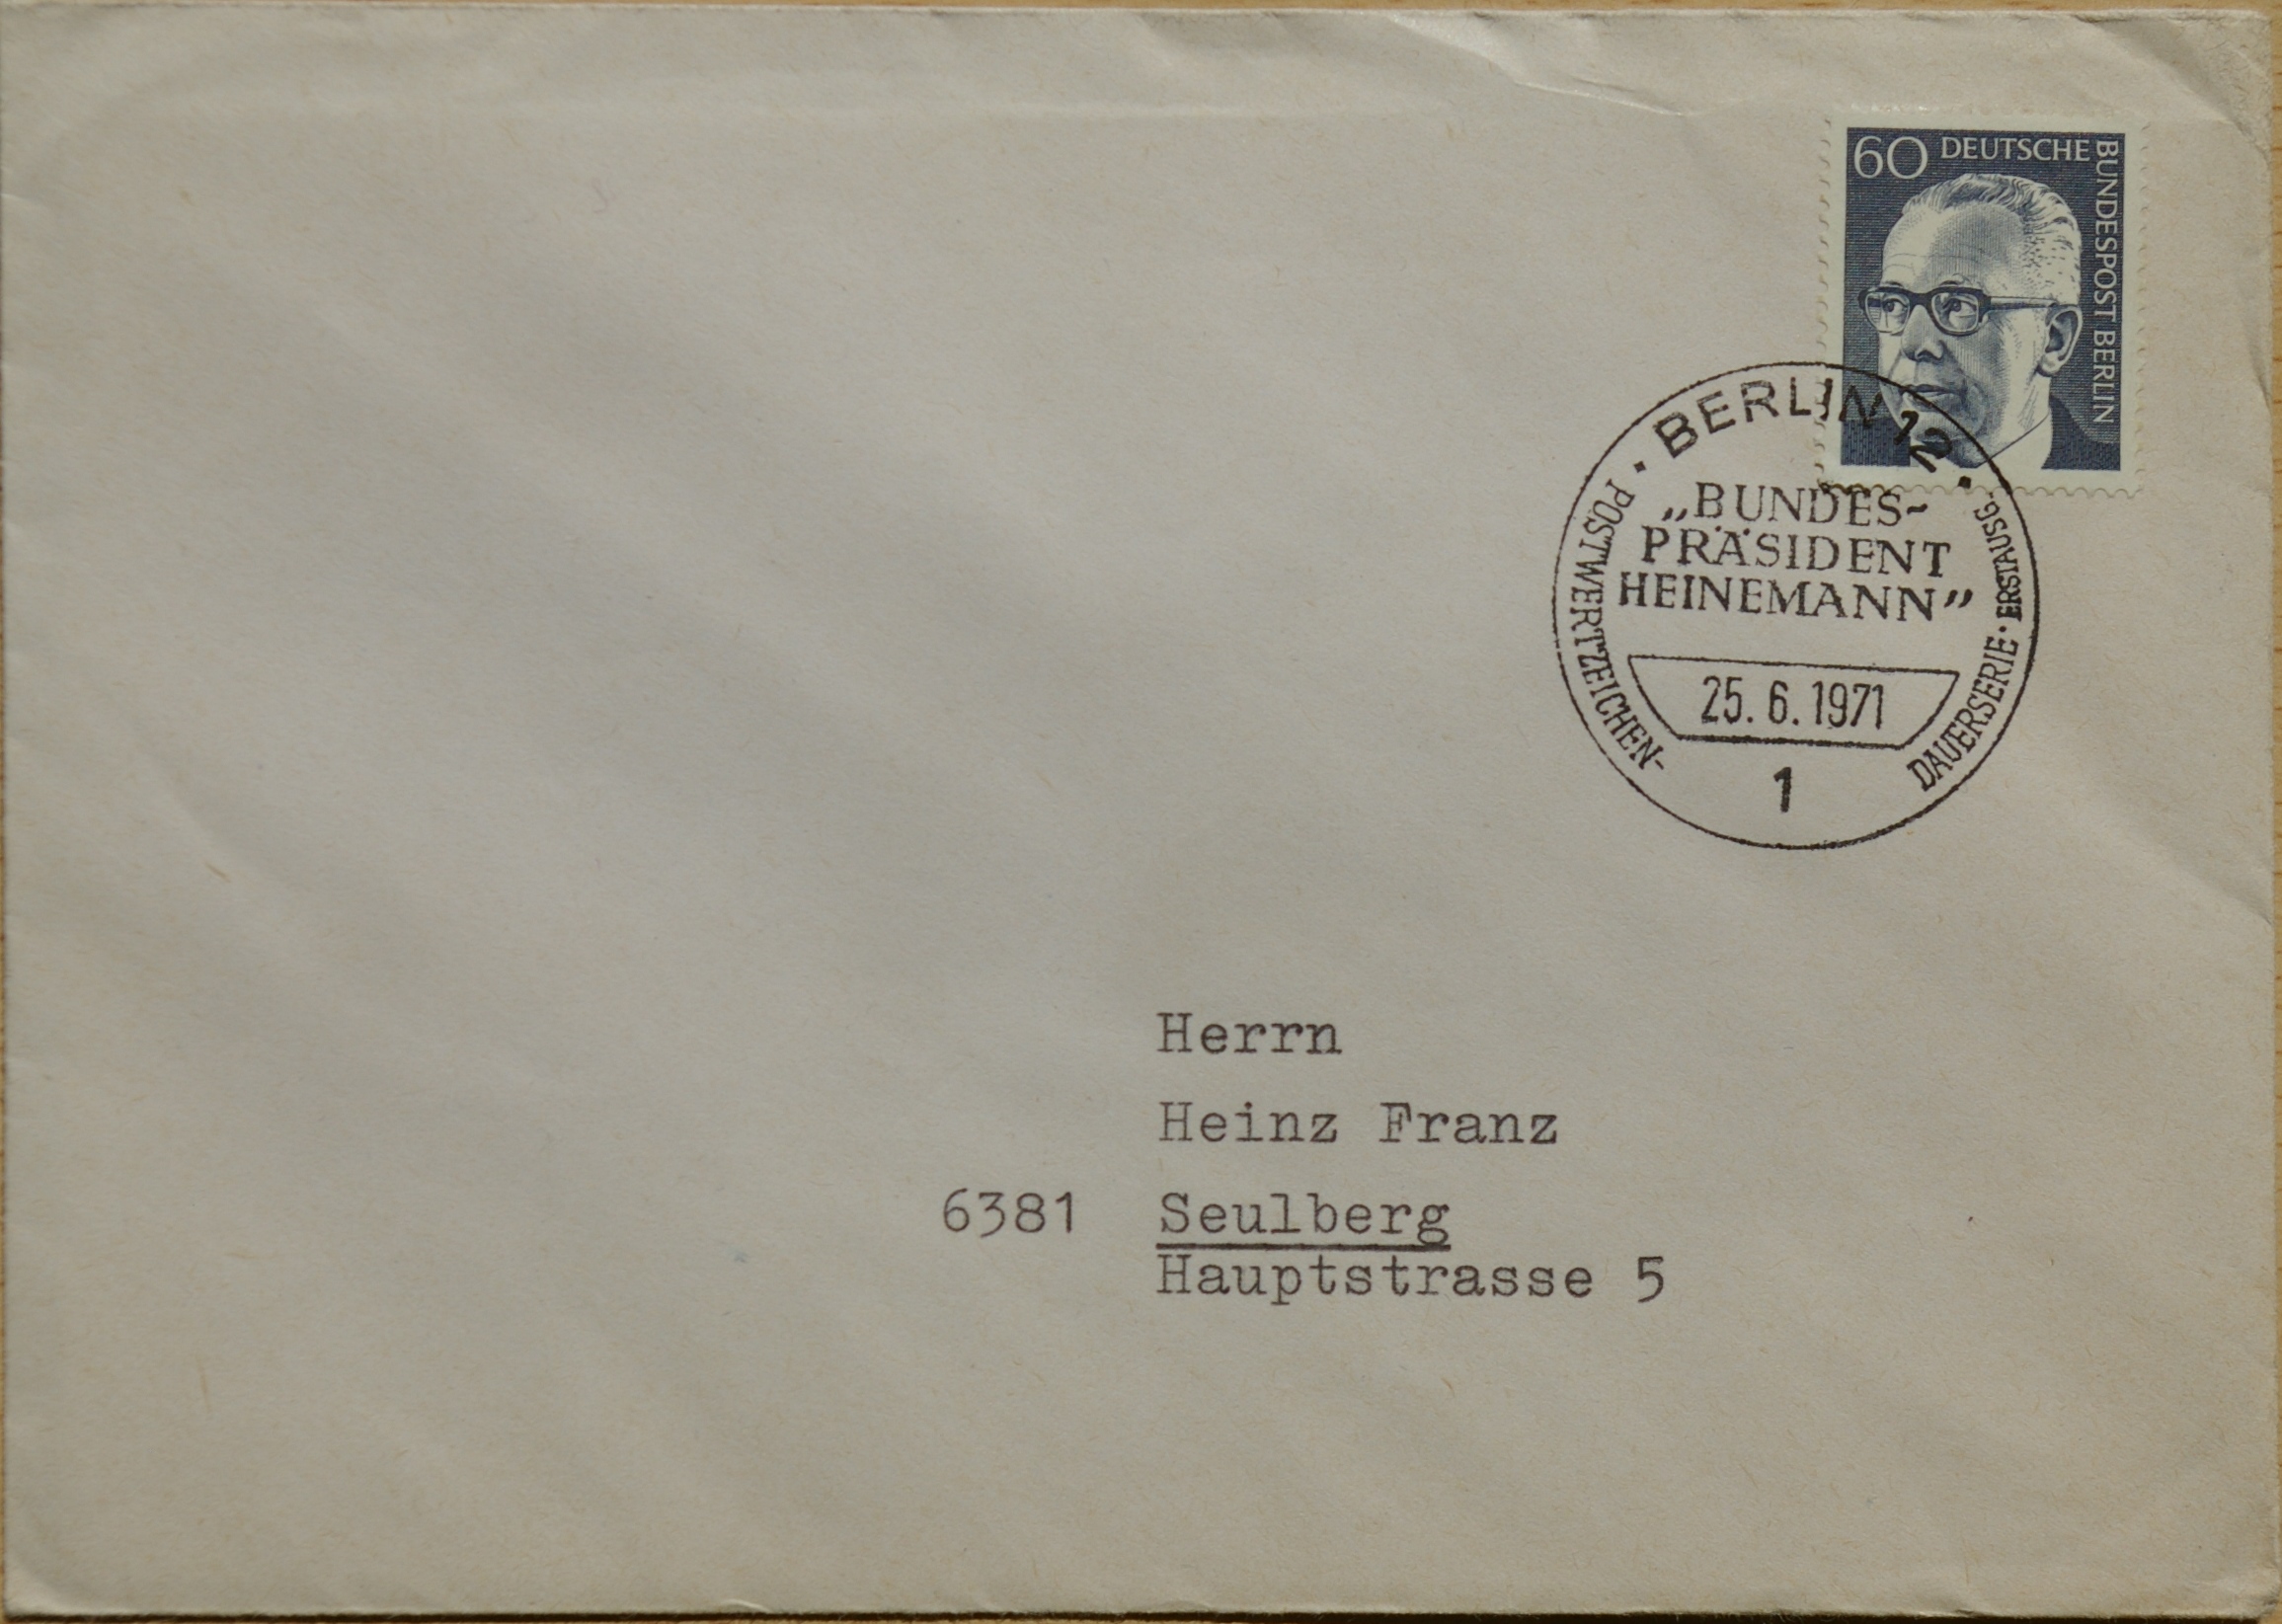 60 DEUTSCHE
BUNDESPOST BERLIN
· BERLIN 12 ·
„BUNDES-
PRÄSIDENT
HEINEMANN”
POSTWERTZEICHEN-
DAUERSERIE · ERSTAUSG.
25.6.1971
1
Herrn
Heinz Franz
6381 Seulberg
Hauptstrasse 5